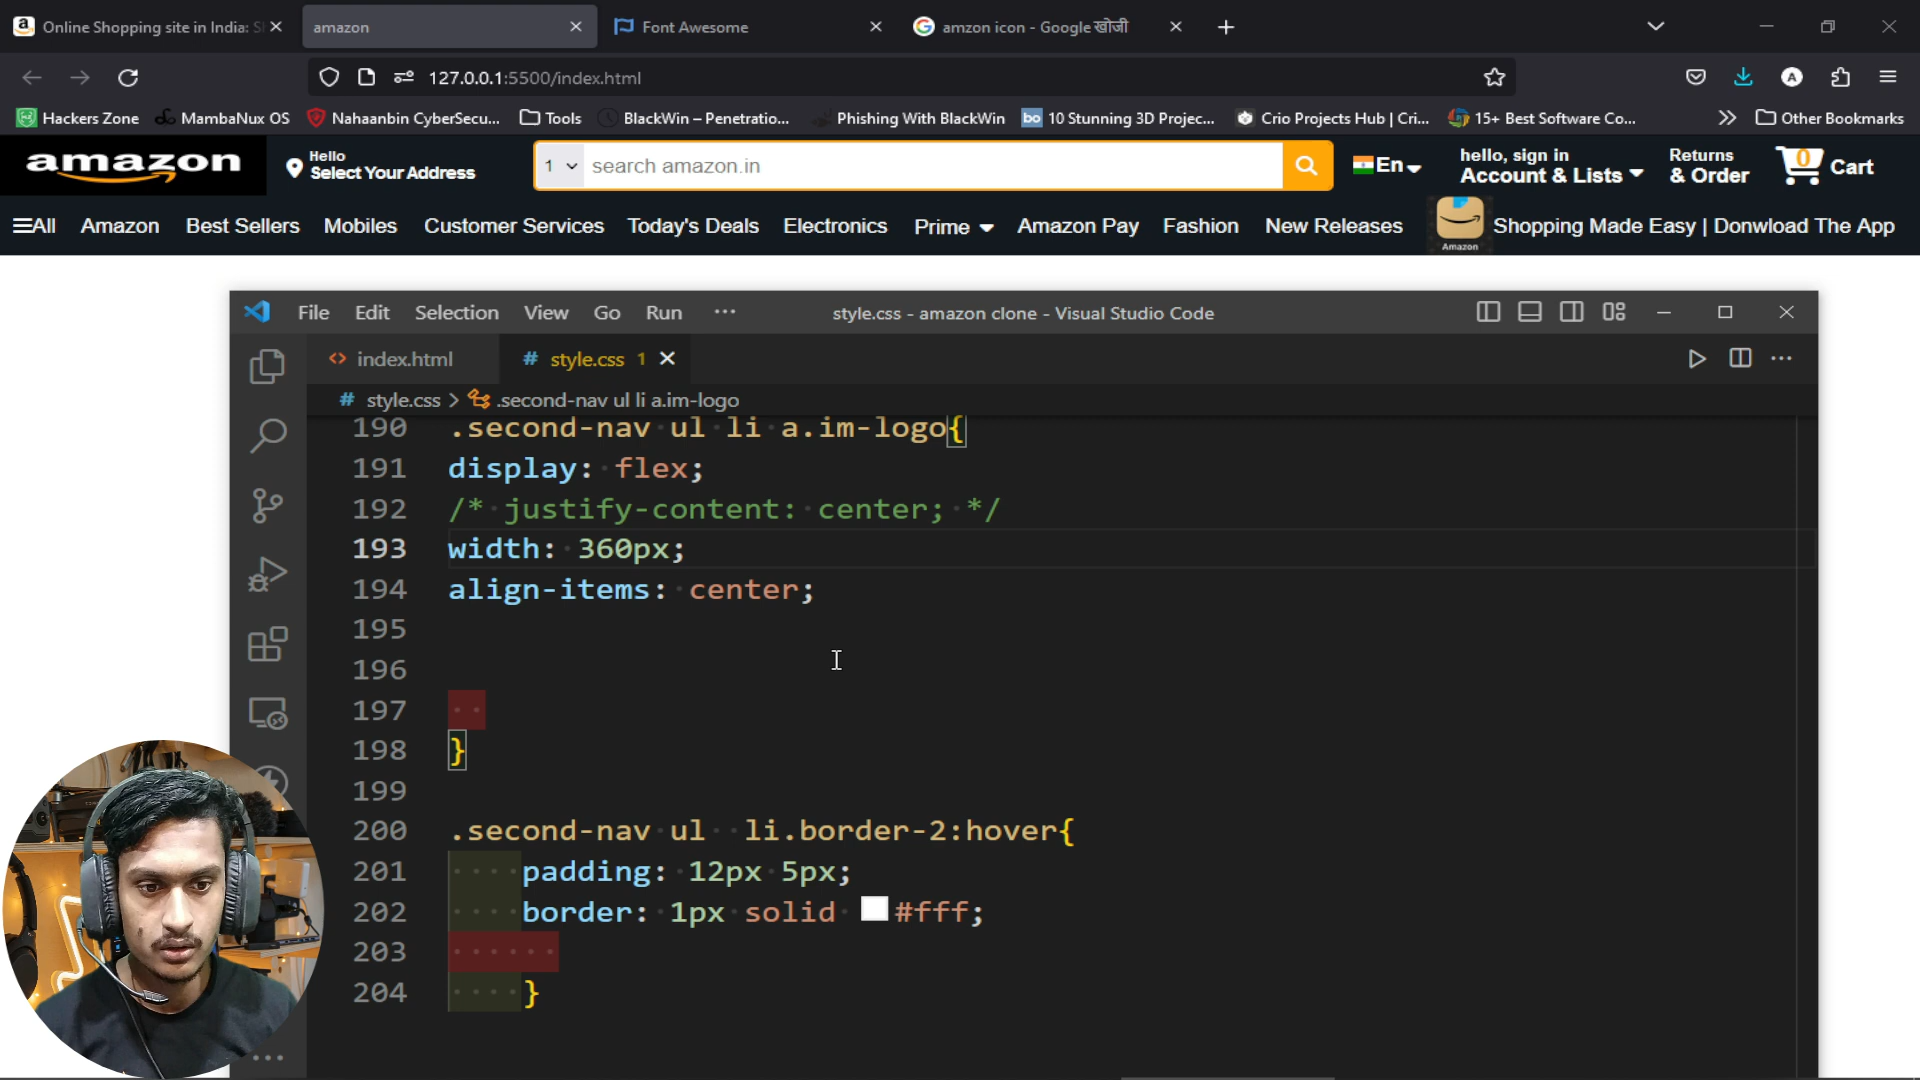 Online Shopping site in India: S
amazon
Font Awesome
amzon icon - Google खोजी
127.0.0.1:5500/index.html
Hackers Zone
MambaNux OS
Nahaanbin CyberSecu...
Tools
BlackWin – Penetratio...
Phishing With BlackWin
bo 10 Stunning 3D Projec...
Crio Projects Hub | Cri...
15+ Best Software Co...
Other Bookmarks
amazon
Hello
Select Your Address
1
search amazon.in
En
hello, sign in
Account & Lists
Returns
& Order
0
Cart
All Amazon Best Sellers Mobiles Customer Services Today's Deals Electronics Prime Amazon Pay Fashion New Releases
Amazon
Shopping Made Easy | Donwload The App
File Edit Selection View Go Run ...
style.css - amazon clone - Visual Studio Code
<> index.html
# style.css 1
# style.css > .second-nav ul li a.im-logo
190 .second-nav ul li a.im-logo{
191 display: flex;
192 /* justify-content: center; */
193 width: 360px;
194 align-items: center;
195
196
197
198 }
199
200 .second-nav ul li.border-2:hover{
201 padding: 12px 5px;
202 border: 1px solid #fff;
203
204 }